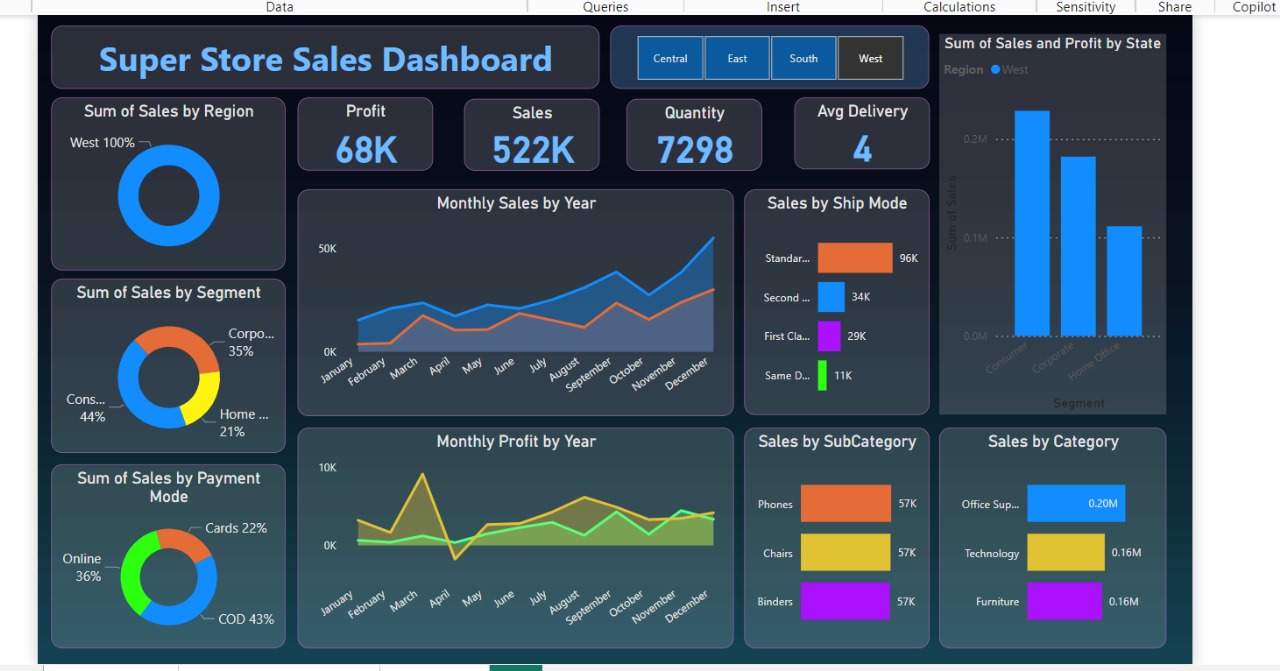 Data
Queries
Insert
Calculations
Sensitivity
Share
Copilot
Super Store Sales Dashboard
Central
East
South
West
Sum of Sales by Region
West 100%
Profit
68K
Sales
522K
Quantity
7298
Avg Delivery
4
Sum of Sales and Profit by State
Region West
0.2M
0.1M
0.0M
Sum of Sales
Consumer
Corporate
Home Office
Segment
Sum of Sales by Segment
Corpo...
35%
Cons...
44%
Home ...
21%
Monthly Sales by Year
50K
0K
January
February
March
April
May
June
July
August
September
October
November
December
Sales by Ship Mode
Standar... 96K
Second ... 34K
First Cla... 29K
Same D... 11K
Sum of Sales by Payment
Mode
Cards 22%
Online
36%
COD 43%
Monthly Profit by Year
10K
0K
January
February
March
April
May
June
July
August
September
October
November
December
Sales by SubCategory
Phones 57K
Chairs 57K
Binders 57K
Sales by Category
Office Sup... 0.20M
Technology 0.16M
Furniture 0.16M